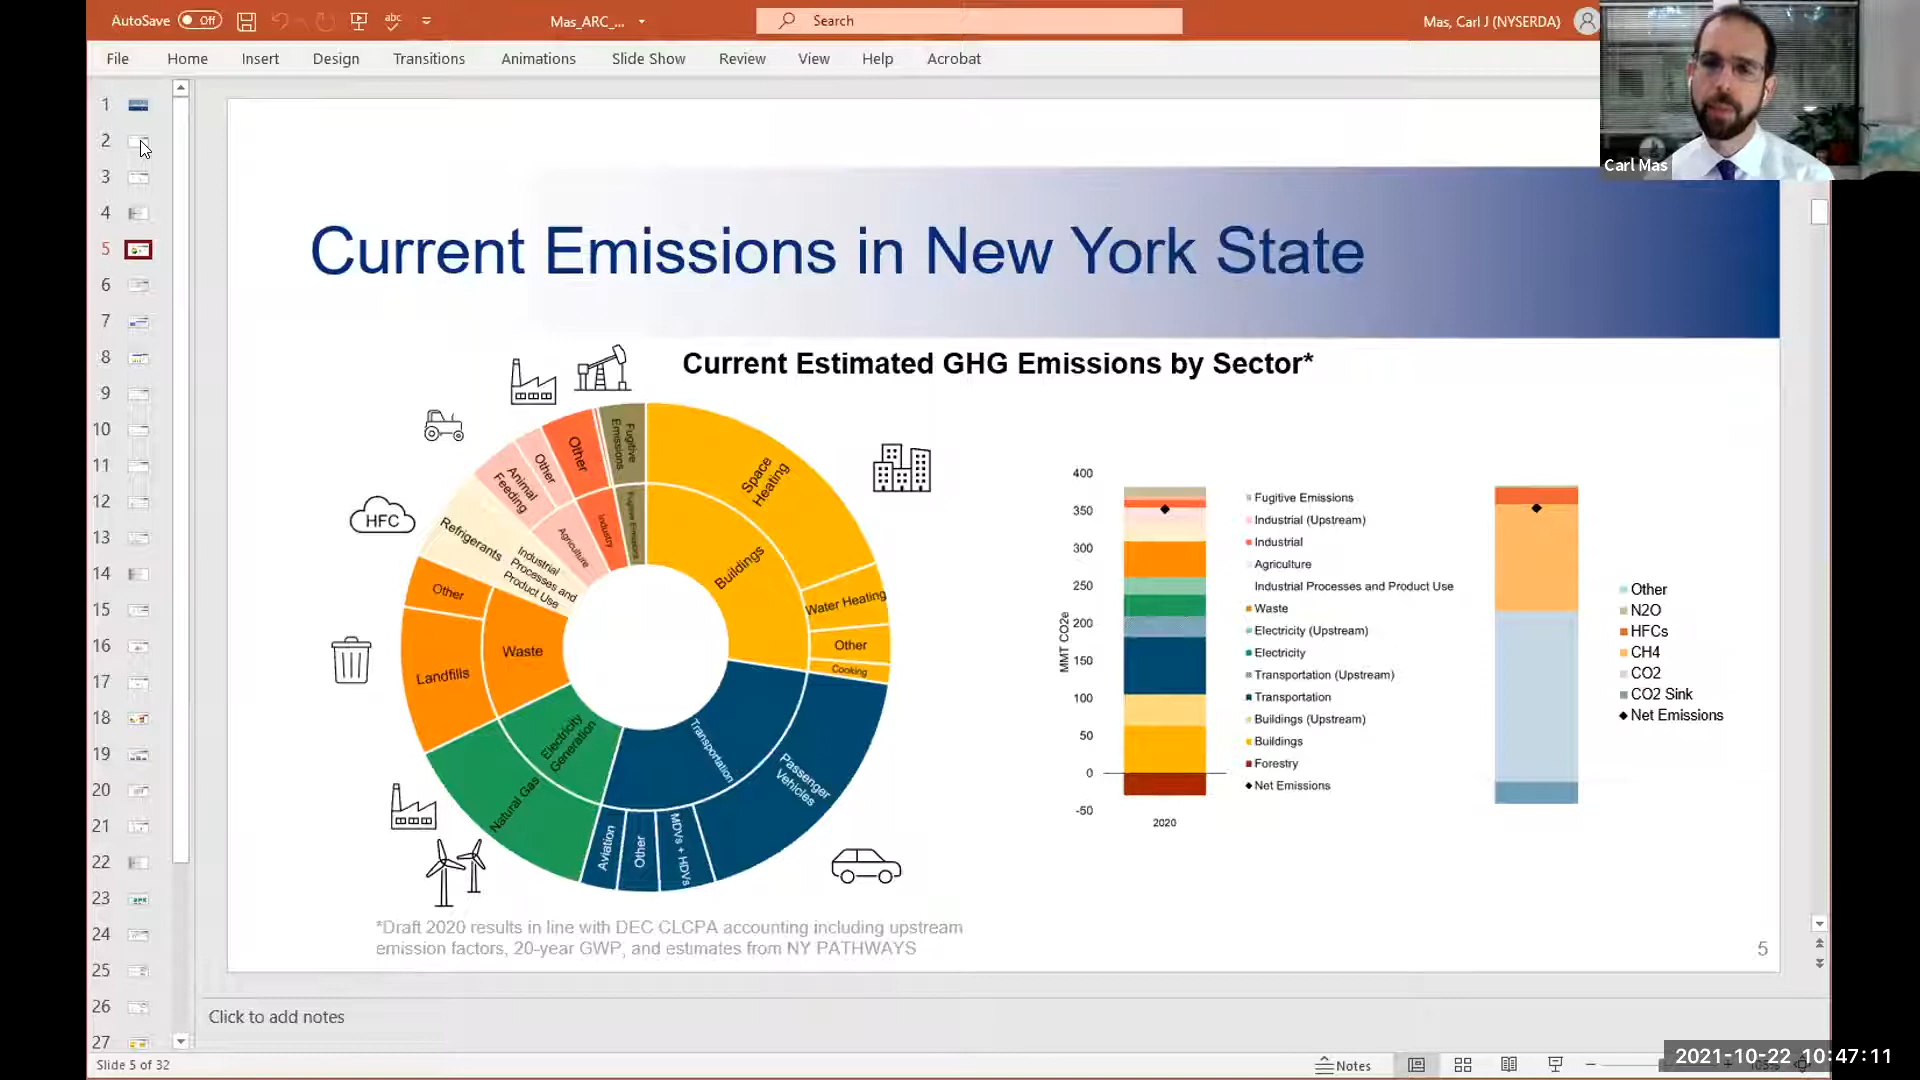 AutoSave Off
abc
Mas_ARC_...
Search
Mas, Carl J (NYSERDA)
File Home Insert Design Transitions Animations Slide Show Review View Help Acrobat
Carl Mas
1
2
3
4
5
6
7
8
9
10
11
12
13
14
15
16
17
18
19
20
21
22
23
24
25
26
27
Current Emissions in New York State
Current Estimated GHG Emissions by Sector*
Fugitive
Emissions
Other
Other
Animal
Feeding
Refrigerants
HFC
Industrial
Processes and
Product Use
Agriculture
Industry
Fugitive Emissions
Space
Heating
Buildings
Water Heating
Other
Cooking
Other
Landfills
Waste
Electricity
Generation
Natural Gas
Transportation
Passenger
Vehicles
MDVs + HDVs
Other
Aviation
MMT CO2e
400
350
300
250
200
150
100
50
0
-50
2020
Fugitive Emissions
Industrial (Upstream)
Industrial
Agriculture
Industrial Processes and Product Use
Waste
Electricity (Upstream)
Electricity
Transportation (Upstream)
Transportation
Buildings (Upstream)
Buildings
Forestry
Net Emissions
Other
N2O
HFCs
CH4
CO2
CO2 Sink
Net Emissions
*Draft 2020 results in line with DEC CLCPA accounting including upstream
emission factors, 20-year GWP, and estimates from NY PATHWAYS
5
Click to add notes
Slide 5 of 32
Notes
2021-10-22 10:47:11